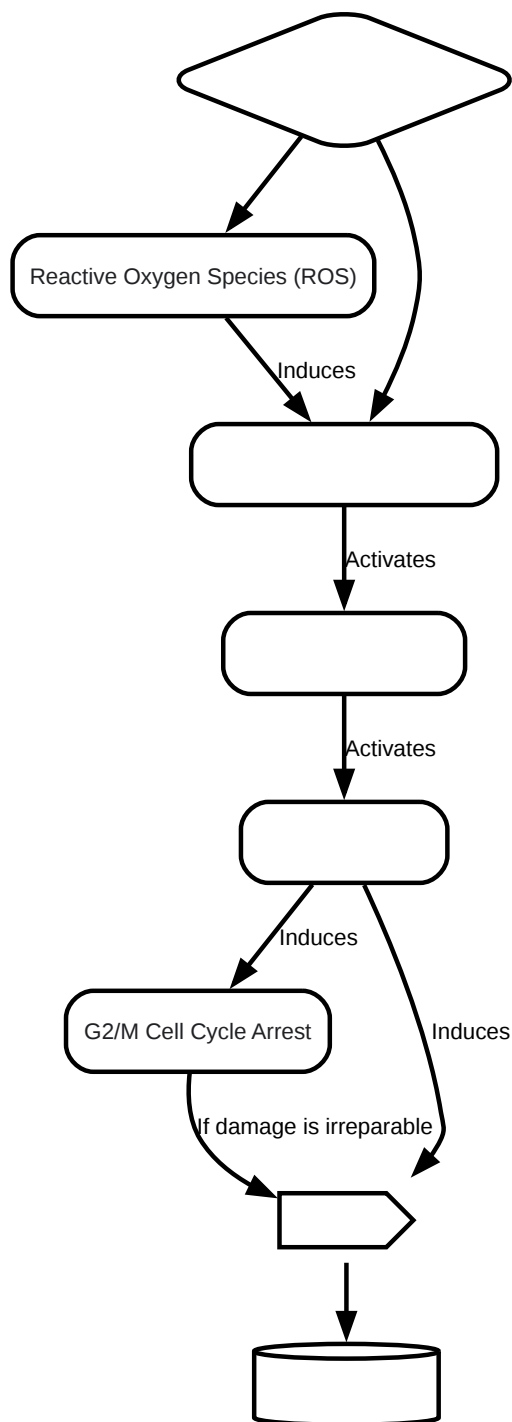 Reactive Oxygen Species (ROS)
Induces
Activates
Activates
Induces
G2/M Cell Cycle Arrest
Induces
If damage is irreparable